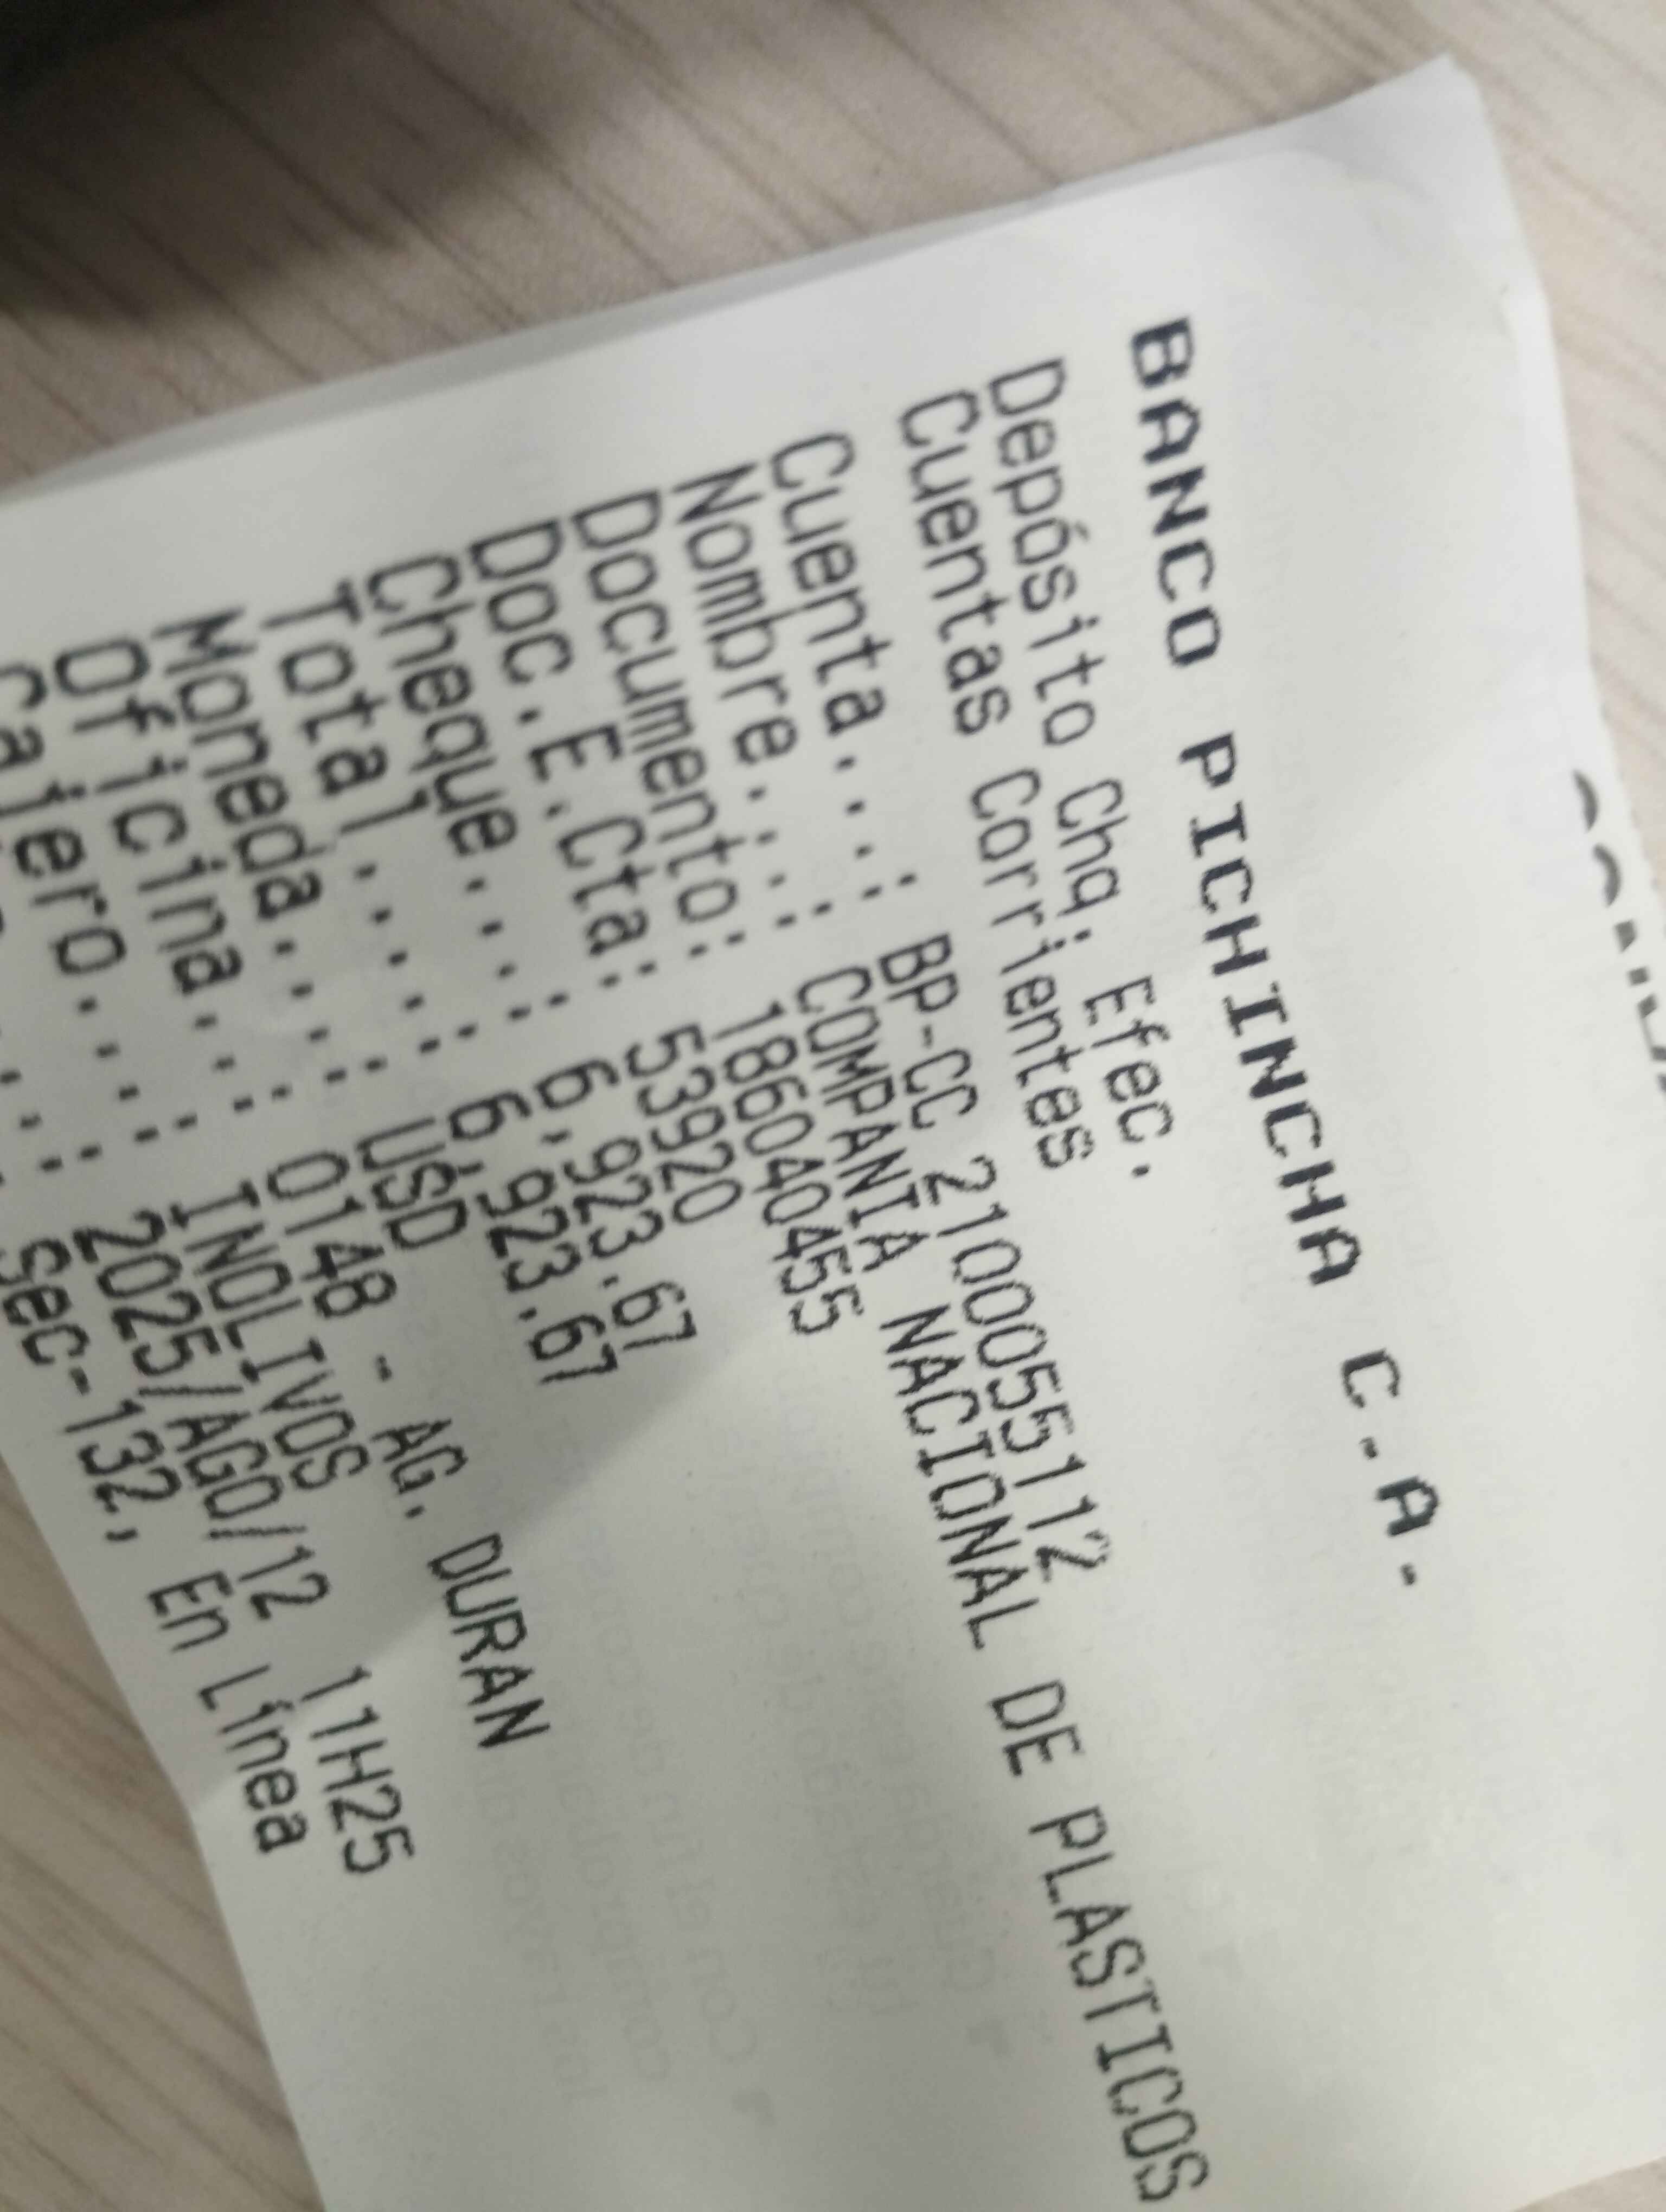 BANCO PICHINCHA C.A.
Depósito Chq. Efec.
Cuentas Corrientes
Cuenta...: BP-CC 2100055112
Nombre...: COMPANIA NACIONAL DE PLASTICOS
Documento: 1860404055
Doc.E.Cta: 53920
Cheque...: 6,923.67
Total....: 6,923.67
Moneda...: USD
Oficina..: 0148 - AG. DURAN
Cajero...: INOLIVOS
2025/AGO/12 11H25
Sec-132, En Línea